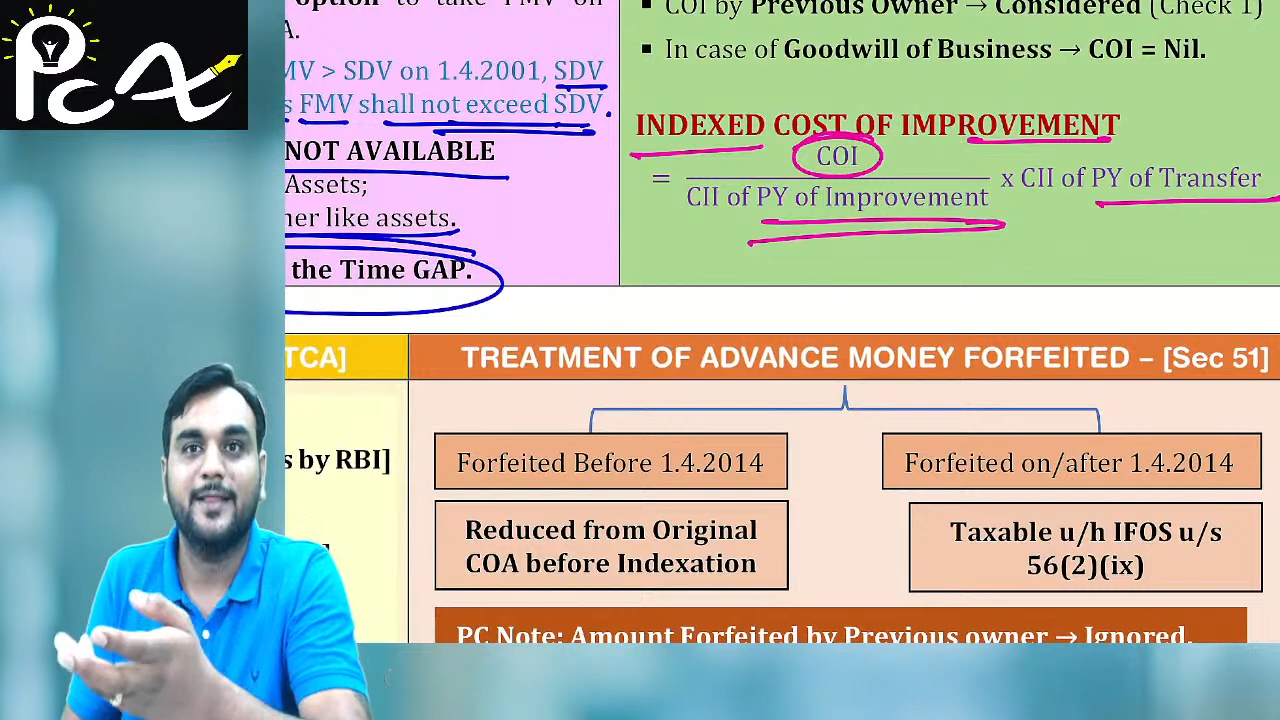 PCA
option to take FMV on
A.
MV > SDV on 1.4.2001, SDV
s FMV shall not exceed SDV.
NOT AVAILABLE
Assets;
her like assets.
the Time GAP.
▪ COI by Previous Owner → Considered (Check 1)
▪ In case of Goodwill of Business → COI = Nil.
INDEXED COST OF IMPROVEMENT
= COI / CII of PY of Improvement x CII of PY of Transfer
TCA]
s by RBI]
TREATMENT OF ADVANCE MONEY FORFEITED – [Sec 51]
Forfeited Before 1.4.2014
Reduced from Original
COA before Indexation
Forfeited on/after 1.4.2014
Taxable u/h IFOS u/s
56(2)(ix)
PC Note: Amount Forfeited by Previous owner → Ignored.